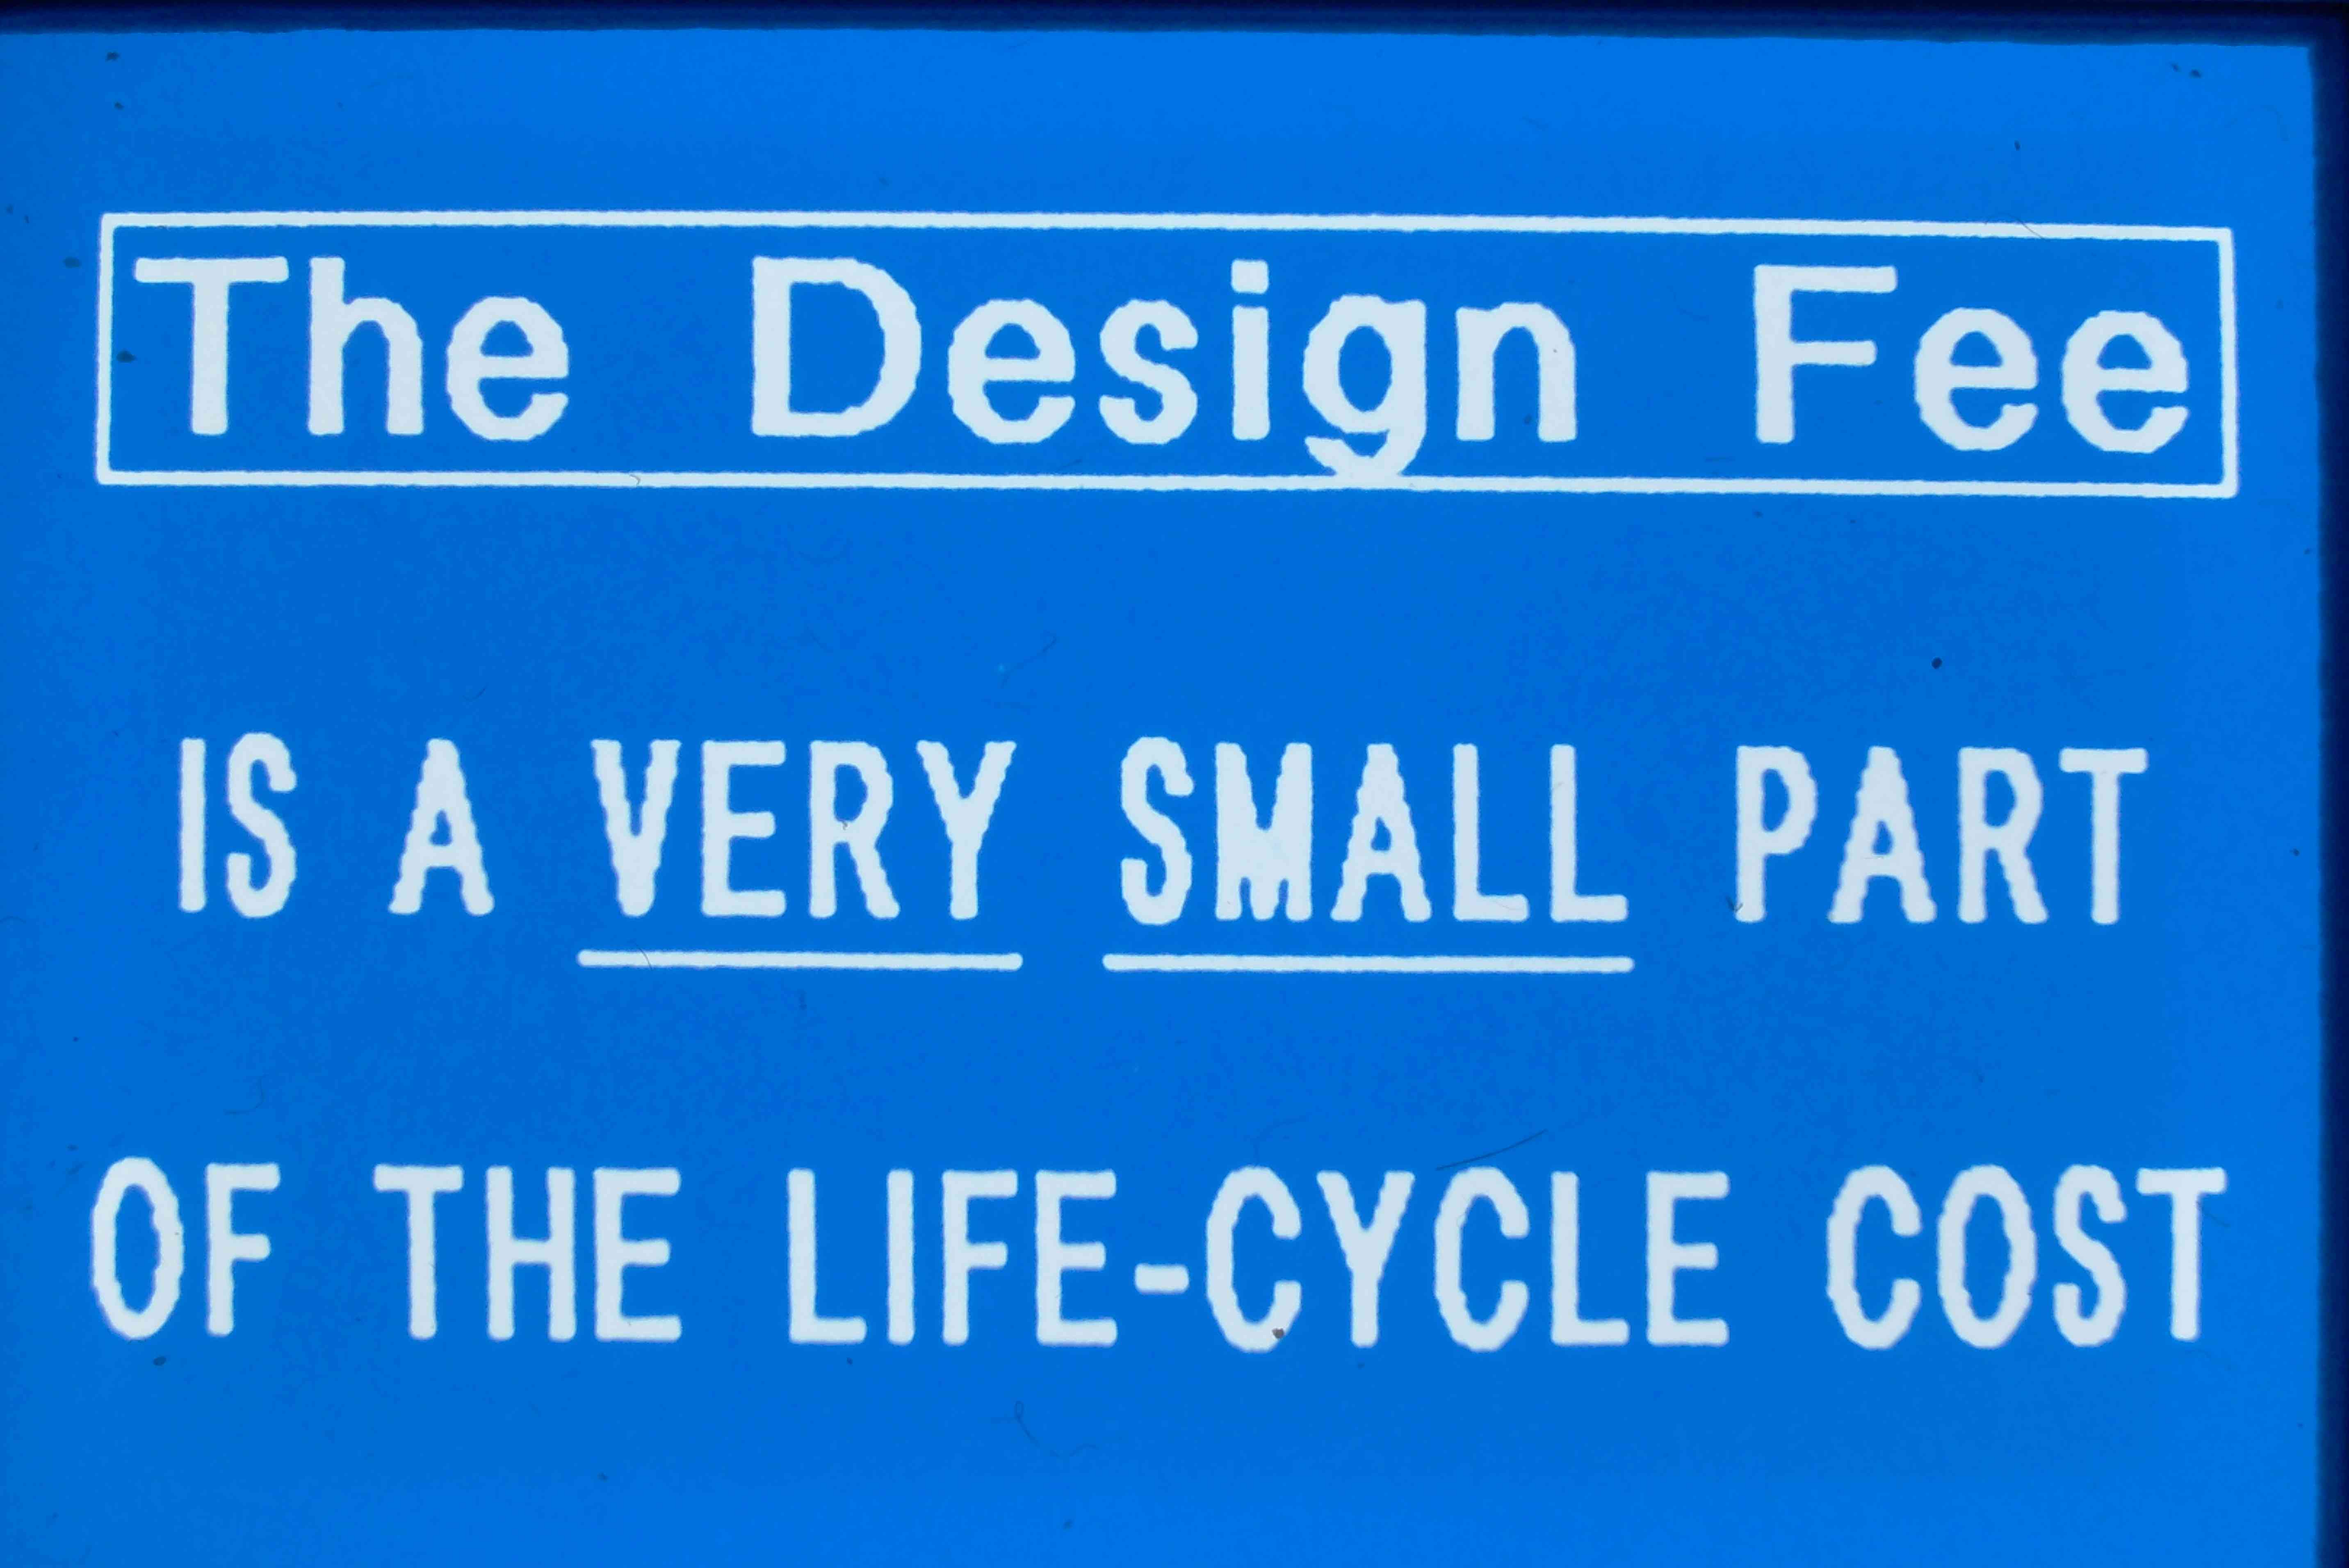 The Design Fee
IS A VERY SMALL PART
OF THE LIFE-CYCLE COST